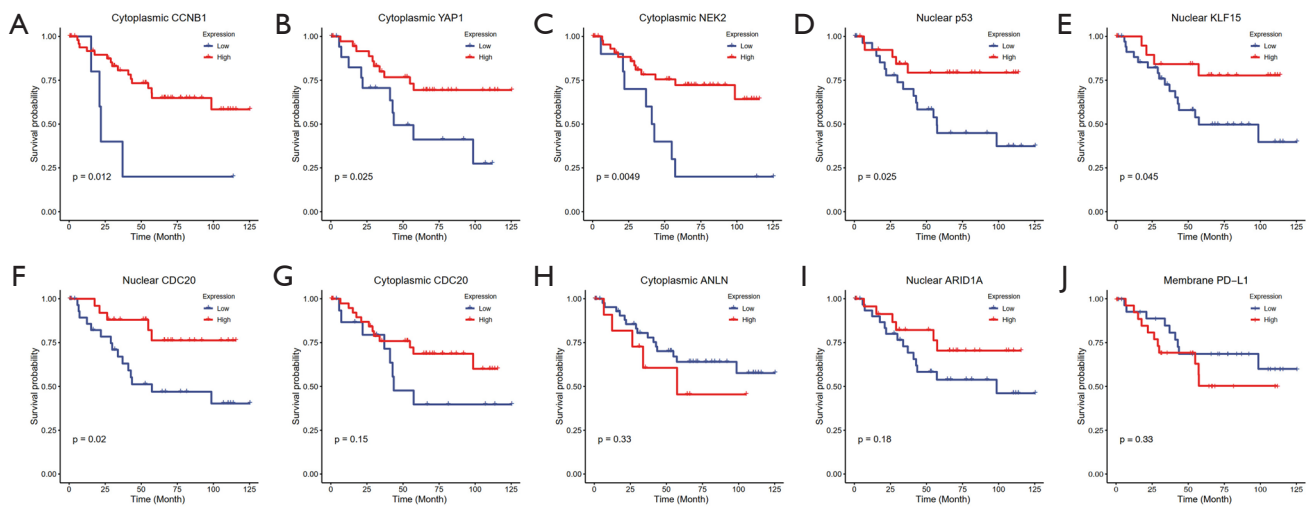 A
Cytoplasmic CCNB1
Expression
Low
High
Survival probability
1.00
0.75
0.50
0.25
0.00
p = 0.012
0 25 50 75 100 125
Time (Month)
B
Cytoplasmic YAP1
Expression
Low
High
Survival probability
1.00
0.75
0.50
0.25
0.00
p = 0.025
0 25 50 75 100 125
Time (Month)
C
Cytoplasmic NEK2
Expression
Low
High
Survival probability
1.00
0.75
0.50
0.25
0.00
p = 0.0049
0 25 50 75 100 125
Time (Month)
D
Nuclear p53
Expression
Low
High
Survival probability
1.00
0.75
0.50
0.25
0.00
p = 0.025
0 25 50 75 100 125
Time (Month)
E
Nuclear KLF15
Expression
Low
High
Survival probability
1.00
0.75
0.50
0.25
0.00
p = 0.045
0 25 50 75 100 125
Time (Month)
F
Nuclear CDC20
Expression
Low
High
Survival probability
1.00
0.75
0.50
0.25
0.00
p = 0.02
0 25 50 75 100 125
Time (Month)
G
Cytoplasmic CDC20
Expression
Low
High
Survival probability
1.00
0.75
0.50
0.25
0.00
p = 0.15
0 25 50 75 100 125
Time (Month)
H
Cytoplasmic ANLN
Expression
Low
High
Survival probability
1.00
0.75
0.50
0.25
0.00
p = 0.33
0 25 50 75 100 125
Time (Month)
I
Nuclear ARID1A
Expression
Low
High
Survival probability
1.00
0.75
0.50
0.25
0.00
p = 0.18
0 25 50 75 100 125
Time (Month)
J
Membrane PD−L1
Expression
Low
High
Survival probability
1.00
0.75
0.50
0.25
0.00
p = 0.33
0 25 50 75 100 125
Time (Month)